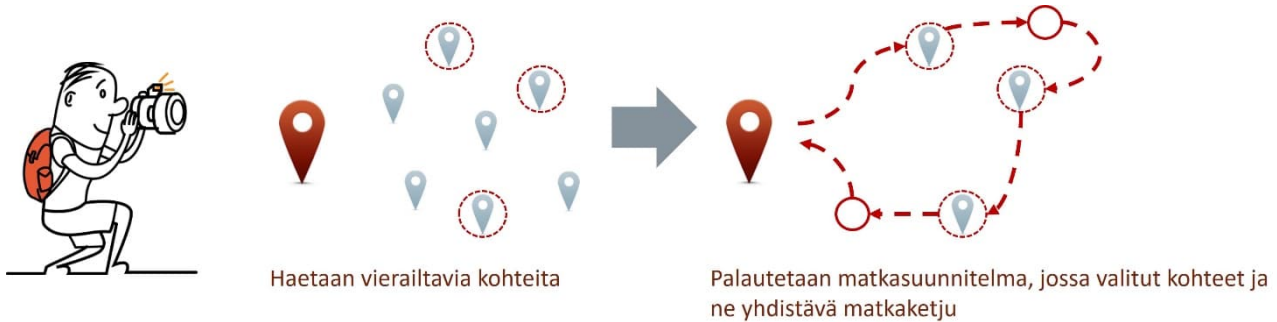 Haetaan vierailtavia kohteita
Palautetaan matkasuunnitelma, jossa valitut kohteet ja
ne yhdistävä matkaketju